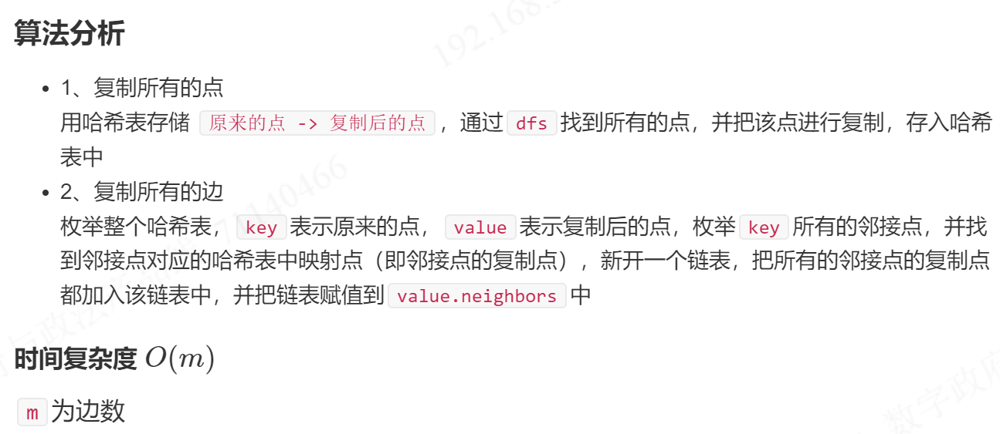 算法分析
1、复制所有的点
用哈希表存储 原来的点 -> 复制后的点 ，通过 dfs 找到所有的点，并把该点进行复制，存入哈希
表中
2、复制所有的边
枚举整个哈希表， key 表示原来的点， value 表示复制后的点，枚举 key 所有的邻接点，并找
到邻接点对应的哈希表中映射点（即邻接点的复制点），新开一个链表，把所有的邻接点的复制点
都加入该链表中，并把链表赋值到 value.neighbors 中
时间复杂度 O(m)
m 为边数